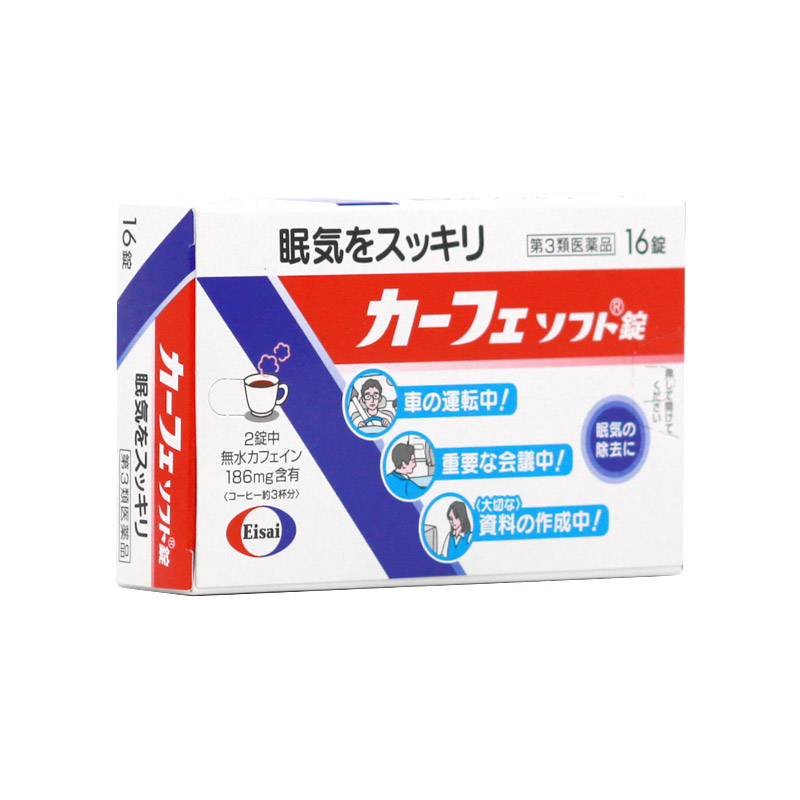 眠気をスッキリ
第3類医薬品
16錠
カーフェソフト®錠
車の運転中!
重要な会議中!
〈大切な〉
資料の作成中!
眠気の
除去に
押して開けて
ください
2錠中
無水カフェイン
186mg含有
〈コーヒー約3杯分〉
Eisai
16錠
カーフェソフト®錠
眠気をスッキリ
第3類医薬品